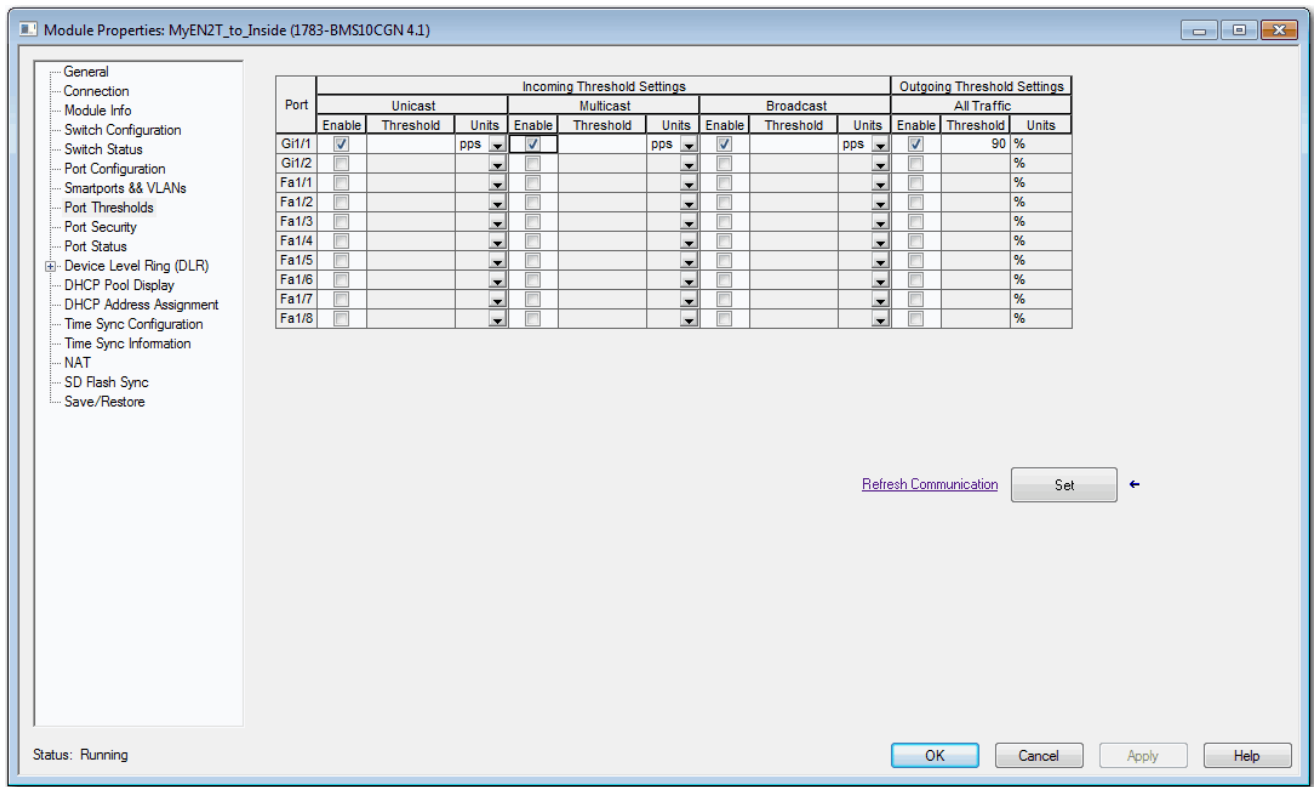 Module Properties: MyEN2T_to_Inside (1783-BMS10CGN 4.1)
General
Connection
Module Info
Switch Configuration
Switch Status
Port Configuration
Smartports && VLANs
Port Thresholds
Port Security
Port Status
Device Level Ring (DLR)
DHCP Pool Display
DHCP Address Assignment
Time Sync Configuration
Time Sync Information
NAT
SD Flash Sync
Save/Restore
Incoming Threshold Settings Outgoing Threshold Settings
Port Unicast Multicast Broadcast All Traffic
Enable Threshold Units Enable Threshold Units Enable Threshold Units Enable Threshold Units
Gi1/1 pps pps pps 90 %
Gi1/2 %
Fa1/1 %
Fa1/2 %
Fa1/3 %
Fa1/4 %
Fa1/5 %
Fa1/6 %
Fa1/7 %
Fa1/8 %
Refresh Communication Set
Status: Running
OK Cancel Apply Help